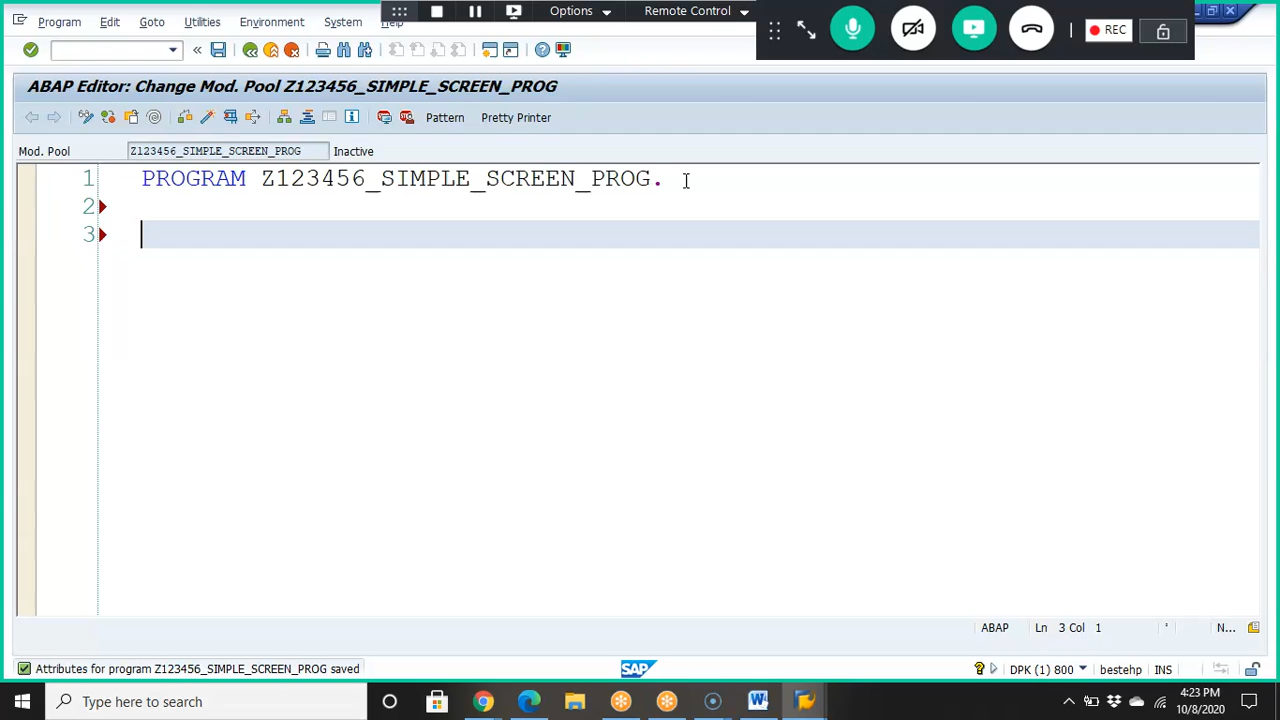 Program Edit Goto Utilities Environment System Help
Options Remote Control
REC
ABAP Editor: Change Mod. Pool Z123456_SIMPLE_SCREEN_PROG
Pattern Pretty Printer
Mod. Pool Z123456_SIMPLE_SCREEN_PROG Inactive
1 PROGRAM Z123456_SIMPLE_SCREEN_PROG.
2
3
ABAP Ln 3 Col 1 N...
Attributes for program Z123456_SIMPLE_SCREEN_PROG saved SAP DPK (1) 800 bestehp INS
Type here to search
4:23 PM
10/8/2020